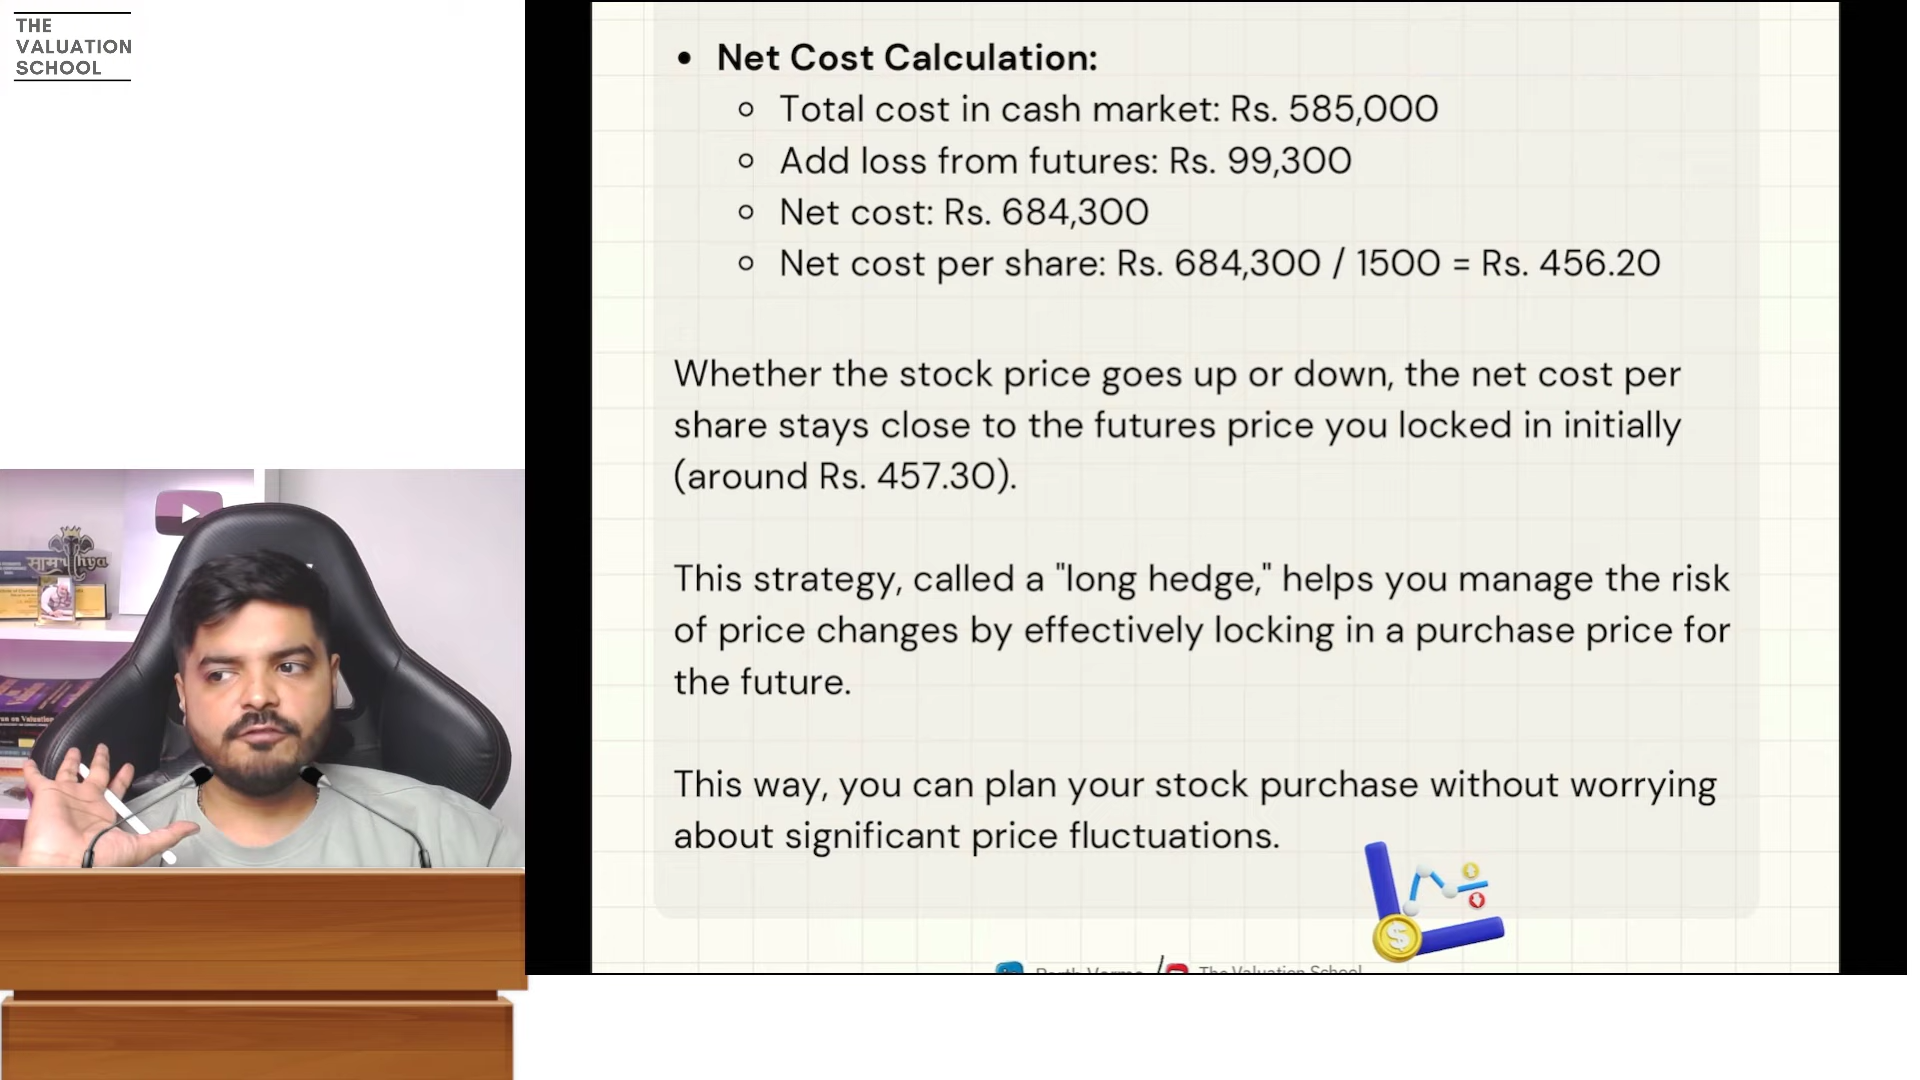 THE
VALUATION
SCHOOL
• Net Cost Calculation:
○ Total cost in cash market: Rs. 585,000
○ Add loss from futures: Rs. 99,300
○ Net cost: Rs. 684,300
○ Net cost per share: Rs. 684,300 / 1500 = Rs. 456.20
Whether the stock price goes up or down, the net cost per
share stays close to the futures price you locked in initially
(around Rs. 457.30).
This strategy, called a "long hedge," helps you manage the risk
of price changes by effectively locking in a purchase price for
the future.
This way, you can plan your stock purchase without worrying
about significant price fluctuations.
The Valuation School